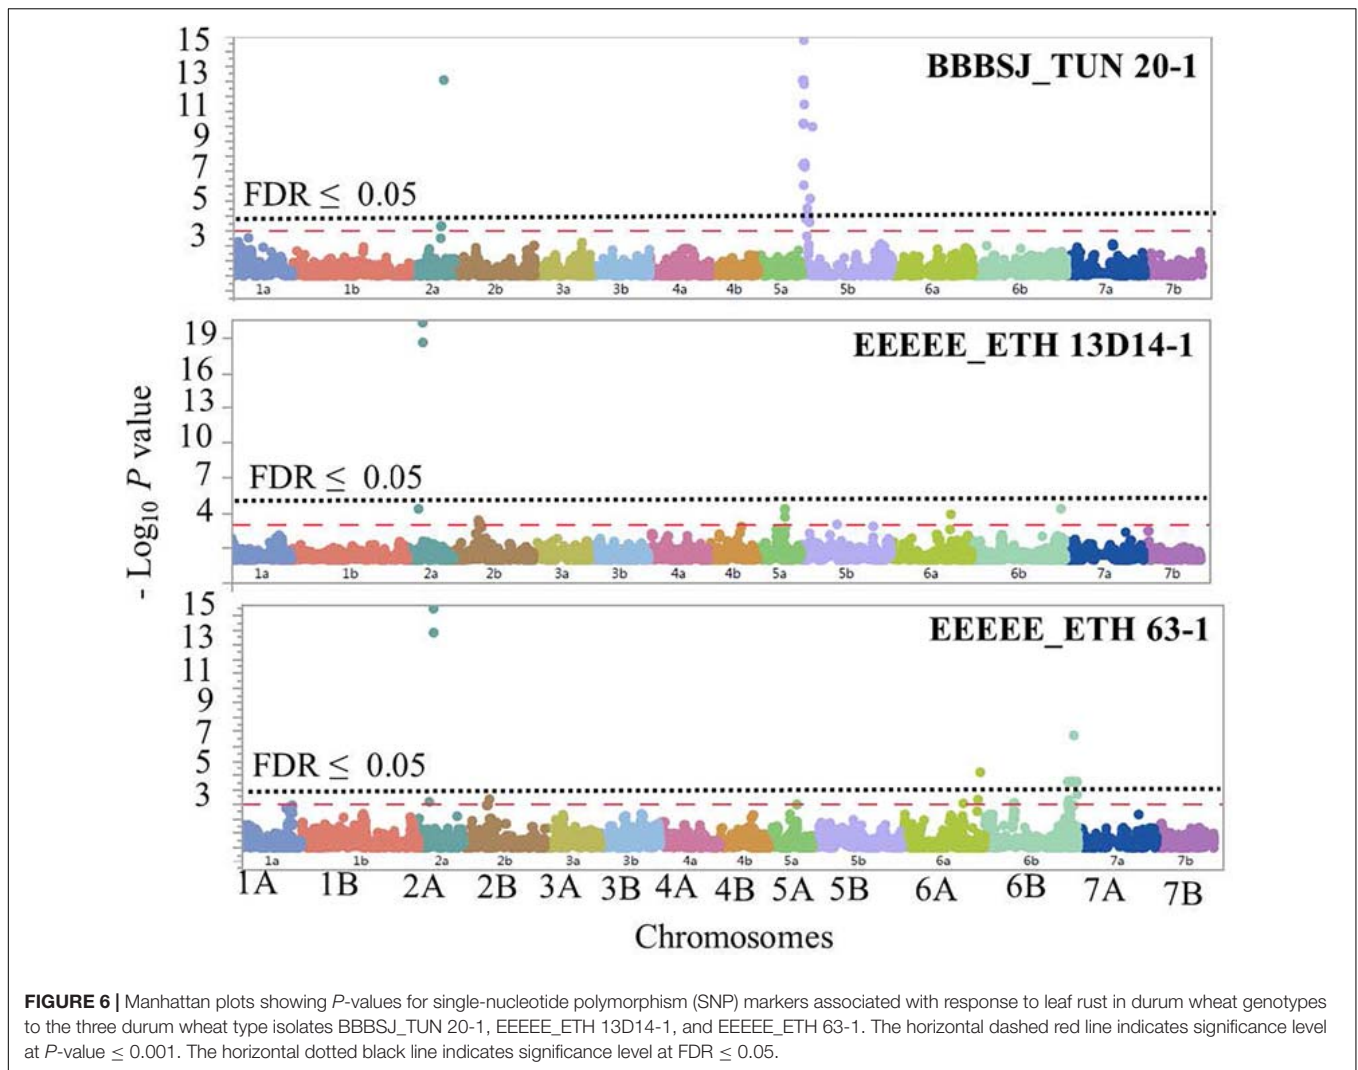 15
13
11
9
7
5
3
BBBSJ_TUN 20-1
FDR ≤ 0.05
1a 1b 2a 2b 3a 3b 4a 4b 5a 5b 6a 6b 7a 7b
19
16
13
10
7
4
EEEEE_ETH 13D14-1
FDR ≤ 0.05
1a 1b 2a 2b 3a 3b 4a 4b 5a 5b 6a 6b 7a 7b
- Log10 P value
15
13
11
9
7
5
3
EEEEE_ETH 63-1
FDR ≤ 0.05
1a 1b 2a 2b 3a 3b 4a 4b 5a 5b 6a 6b 7a 7b
1A 1B 2A 2B 3A 3B 4A 4B 5A 5B 6A 6B 7A 7B
Chromosomes
FIGURE 6 | Manhattan plots showing P-values for single-nucleotide polymorphism (SNP) markers associated with response to leaf rust in durum wheat genotypes
to the three durum wheat type isolates BBBSJ_TUN 20-1, EEEEE_ETH 13D14-1, and EEEEE_ETH 63-1. The horizontal dashed red line indicates significance level
at P-value ≤ 0.001. The horizontal dotted black line indicates significance level at FDR ≤ 0.05.